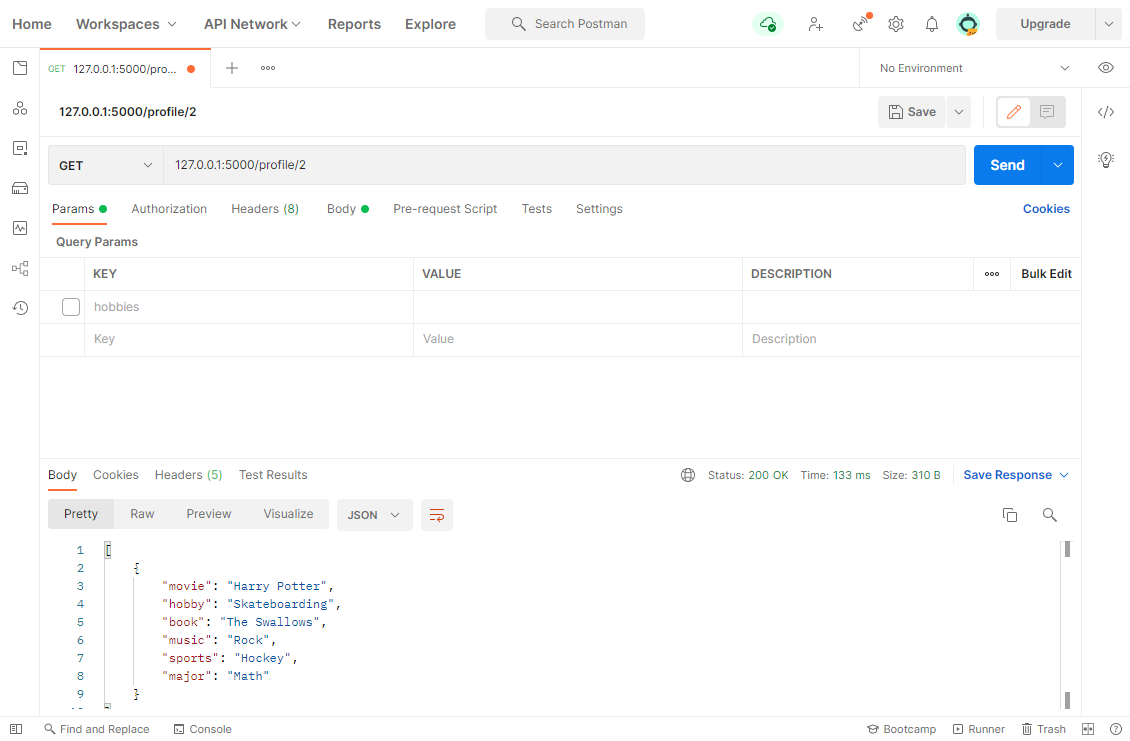 Home Workspaces API Network Reports Explore Search Postman Upgrade
GET 127.0.0.1:5000/pro... No Environment
127.0.0.1:5000/profile/2 Save
GET 127.0.0.1:5000/profile/2 Send
Params Authorization Headers (8) Body Pre-request Script Tests Settings Cookies
Query Params
KEY VALUE DESCRIPTION Bulk Edit
hobbies
Key Value Description
Body Cookies Headers (5) Test Results Status: 200 OK Time: 133 ms Size: 310 B Save Response
Pretty Raw Preview Visualize JSON
1 [
2 {
3 "movie": "Harry Potter",
4 "hobby": "Skateboarding",
5 "book": "The Swallows",
6 "music": "Rock",
7 "sports": "Hockey",
8 "major": "Math"
9 }
Find and Replace Console Bootcamp Runner Trash